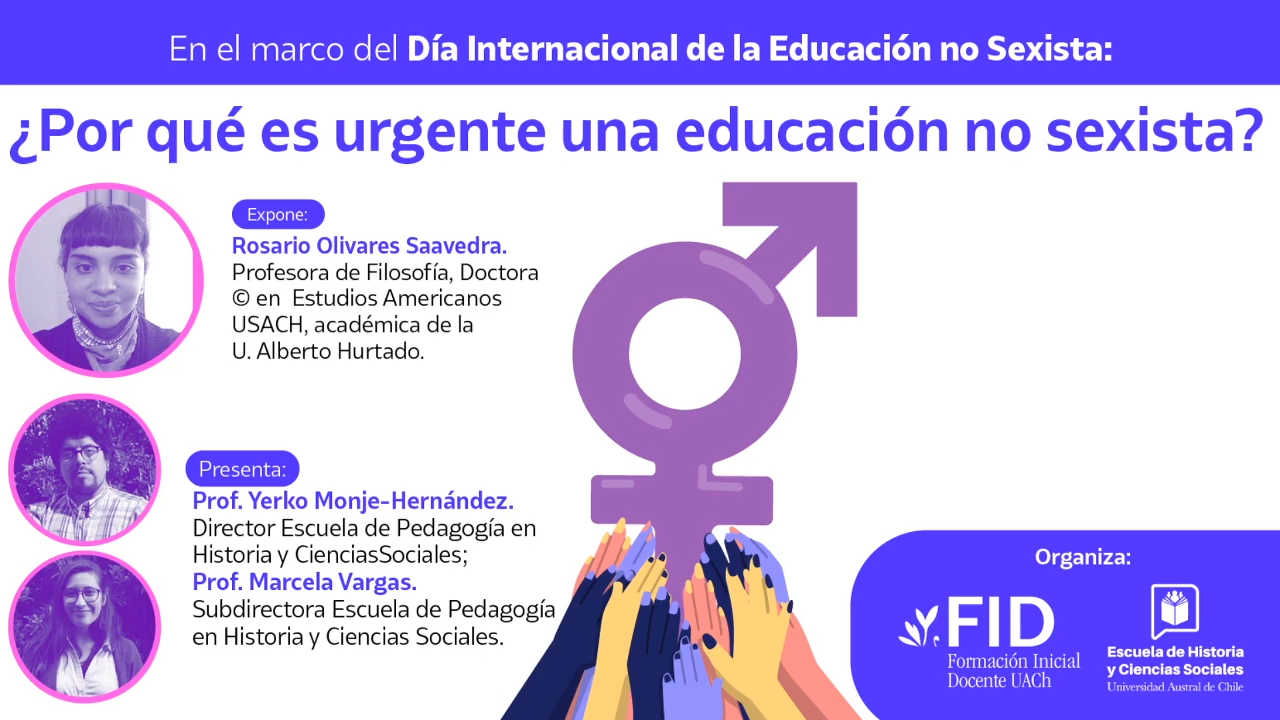 En el marco del Día Internacional de la Educación no Sexista:
¿Por qué es urgente una educación no sexista?
Expone:
Rosario Olivares Saavedra.
Profesora de Filosofía, Doctora
© en Estudios Americanos
USACH, académica de la
U. Alberto Hurtado.
Presenta:
Prof. Yerko Monje-Hernández.
Director Escuela de Pedagogía en
Historia y CienciasSociales;
Prof. Marcela Vargas.
Subdirectora Escuela de Pedagogía
en Historia y Ciencias Sociales.
Organiza:
FID
Formación Inicial
Docente UACh
Escuela de Historia
y Ciencias Sociales
Universidad Austral de Chile